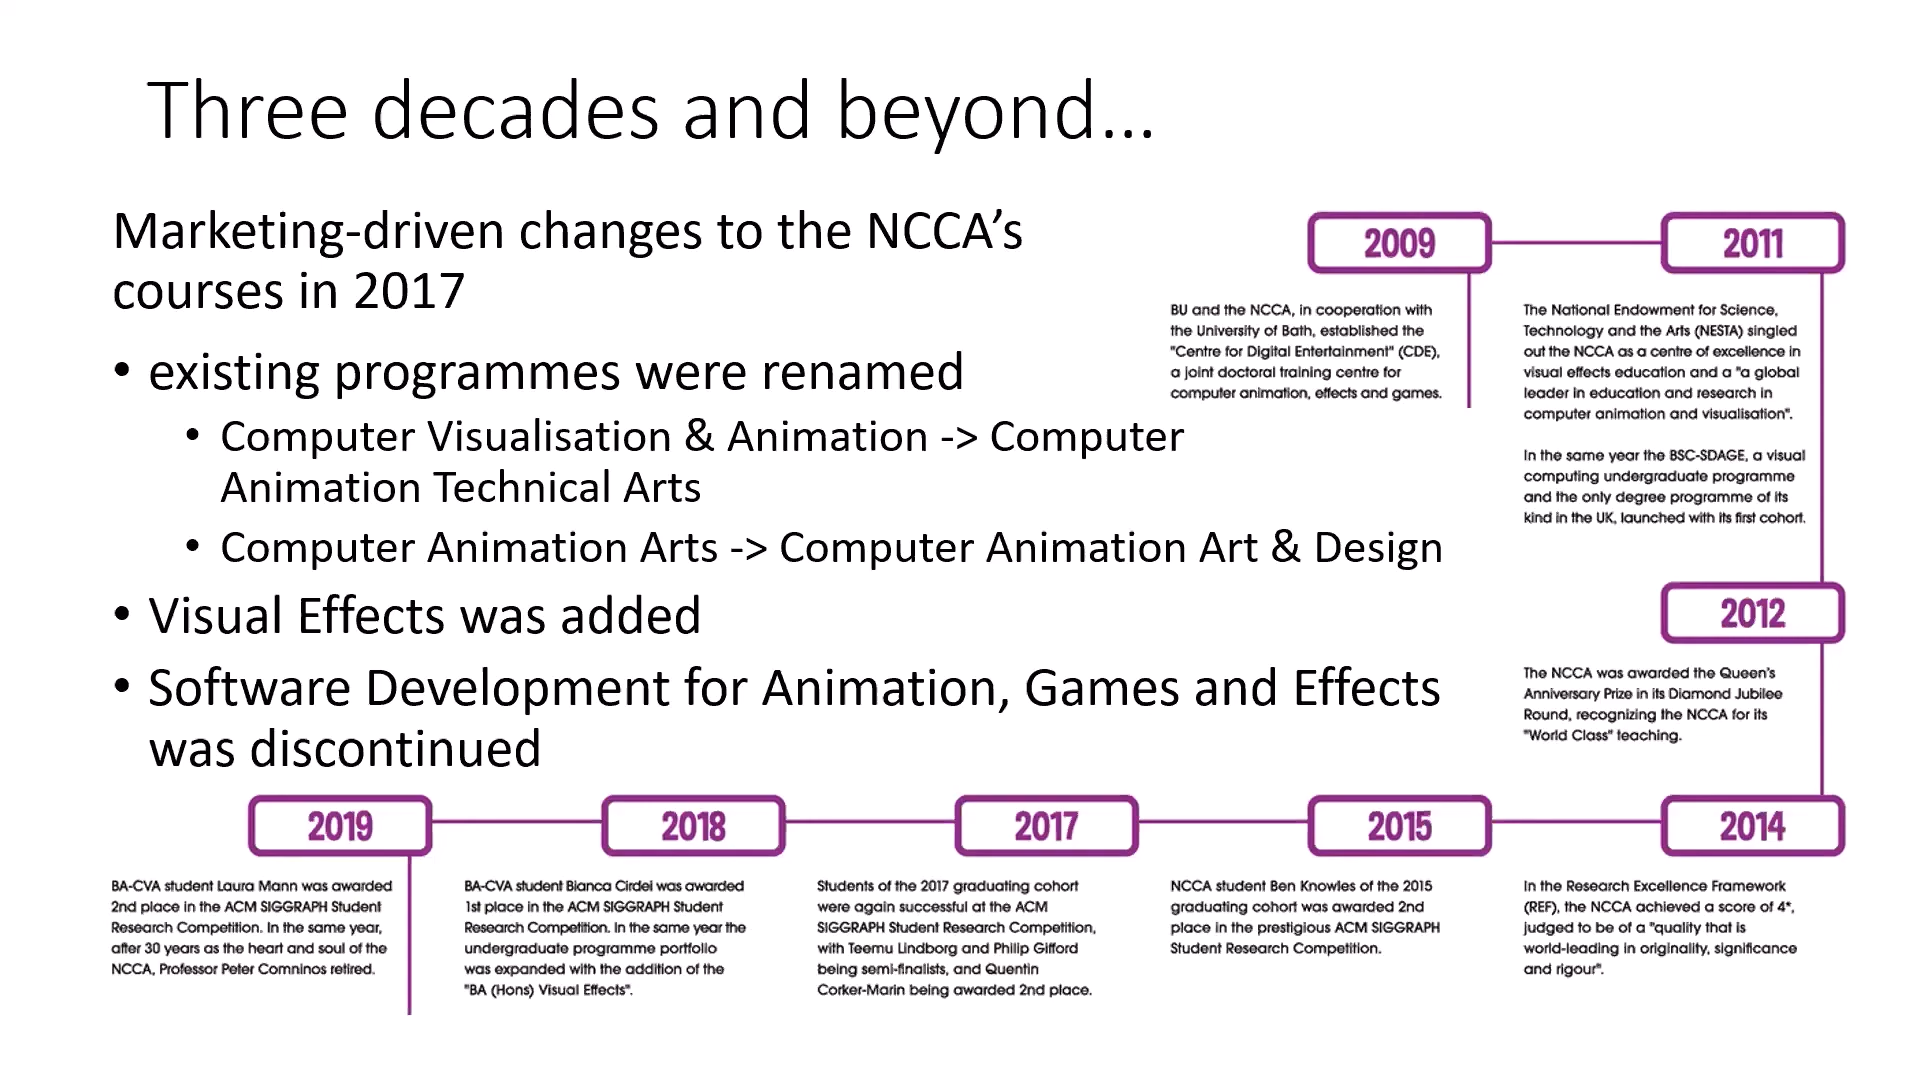 Three decades and beyond...
Marketing-driven changes to the NCCA’s
courses in 2017
• existing programmes were renamed
• Computer Visualisation & Animation -> Computer
Animation Technical Arts
• Computer Animation Arts -> Computer Animation Art & Design
• Visual Effects was added
• Software Development for Animation, Games and Effects
was discontinued
2009
BU and the NCCA, in cooperation with
the University of Bath, established the
"Centre for Digital Entertainment" (CDE),
a joint doctoral training centre for
computer animation, effects and games.
2011
The National Endowment for Science,
Technology and the Arts (NESTA) singled
out the NCCA as a centre of excellence in
visual effects education and a "a global
leader in education and research in
computer animation and visualisation".
In the same year the BSC-SDAGE, a visual
computing undergraduate programme
and the only degree programme of its
kind in the UK, launched with its first cohort.
2012
The NCCA was awarded the Queen's
Anniversary Prize in its Diamond Jubilee
Round, recognizing the NCCA for its
"World Class" teaching.
2014
In the Research Excellence Framework
(REF), the NCCA achieved a score of 4*,
judged to be of a "quality that is
world-leading in originality, significance
and rigour".
2015
NCCA student Ben Knowles of the 2015
graduating cohort was awarded 2nd
place in the prestigious ACM SIGGRAPH
Student Research Competition.
2017
Students of the 2017 graduating cohort
were again successful at the ACM
SIGGRAPH Student Research Competition,
with Teemu Lindborg and Philip Gifford
being semi-finalists, and Quentin
Corker-Marin being awarded 2nd place.
2018
BA-CVA student Bianca Cirdei was awarded
1st place in the ACM SIGGRAPH Student
Research Competition. In the same year the
undergraduate programme portfolio
was expanded with the addition of the
"BA (Hons) Visual Effects".
2019
BA-CVA student Laura Mann was awarded
2nd place in the ACM SIGGRAPH Student
Research Competition. In the same year,
after 30 years as the heart and soul of the
NCCA, Professor Peter Comninos retired.